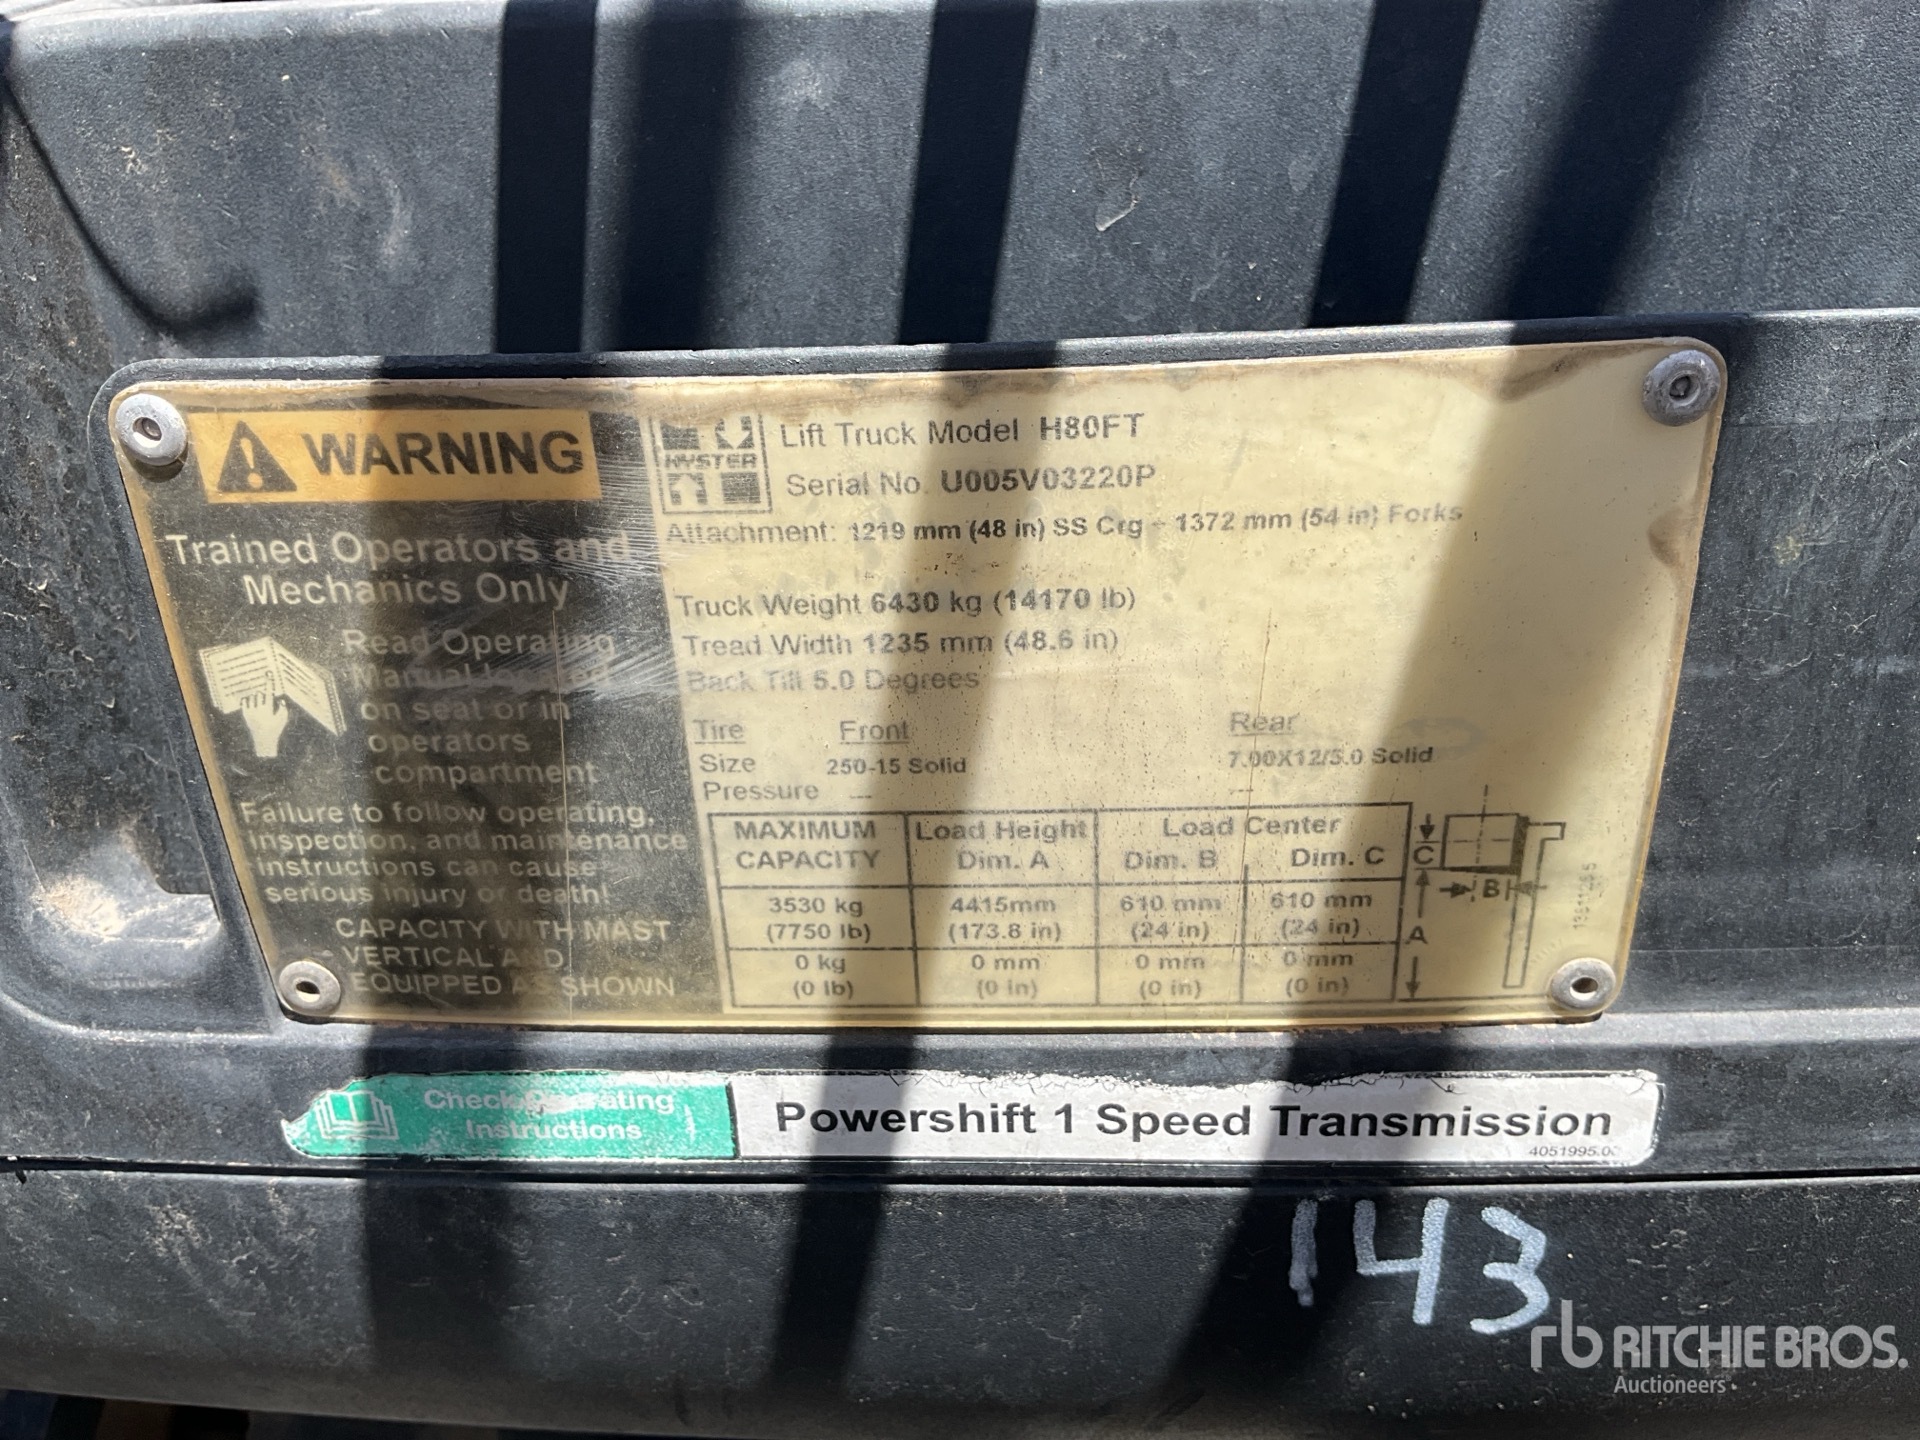 WARNING
Trained Operators and
Mechanics Only
Read Operating
Manual located
on seat or in
operators
compartment
Failure to follow operating,
inspection, and maintenance
instructions can cause
serious injury or death!
CAPACITY WITH MAST
VERTICAL AND
EQUIPPED AS SHOWN
HYSTER
Lift Truck Model H80FT
Serial No. U005V03220P
Attachment: 1219 mm (48 in) SS Crg - 1372 mm (54 in) Forks
Truck Weight 6430 kg (14170 lb)
Tread Width 1235 mm (48.6 in)
Back Tilt 5.0 Degrees
Tire Front Rear
Size 250-15 Solid 7.00X12/5.0 Solid
Pressure --- ---
MAXIMUM CAPACITY Load Height Dim. A Load Center Dim. B Dim. C
3530 kg 4415mm 610 mm 610 mm
(7750 lb) (173.8 in) (24 in) (24 in)
0 kg 0 mm 0 mm 0 mm
(0 lb) (0 in) (0 in) (0 in)
C
B
A
Check Operating
Instructions
Powershift 1 Speed Transmission
143
rb RITCHIE BROS.
Auctioneers